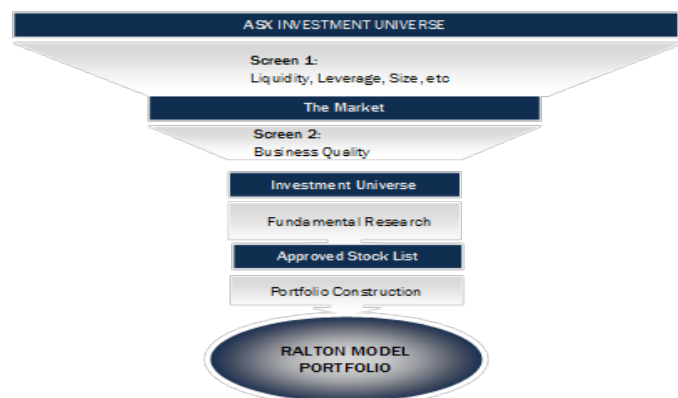 ASX INVESTMENT UNIVERSE
Screen 1:
Liquidity, Leverage, Size, etc
The Market
Screen 2:
Business Quality
Investment Universe
Fundamental Research
Approved Stock List
Portfolio Construction
RALTON MODEL
PORTFOLIO